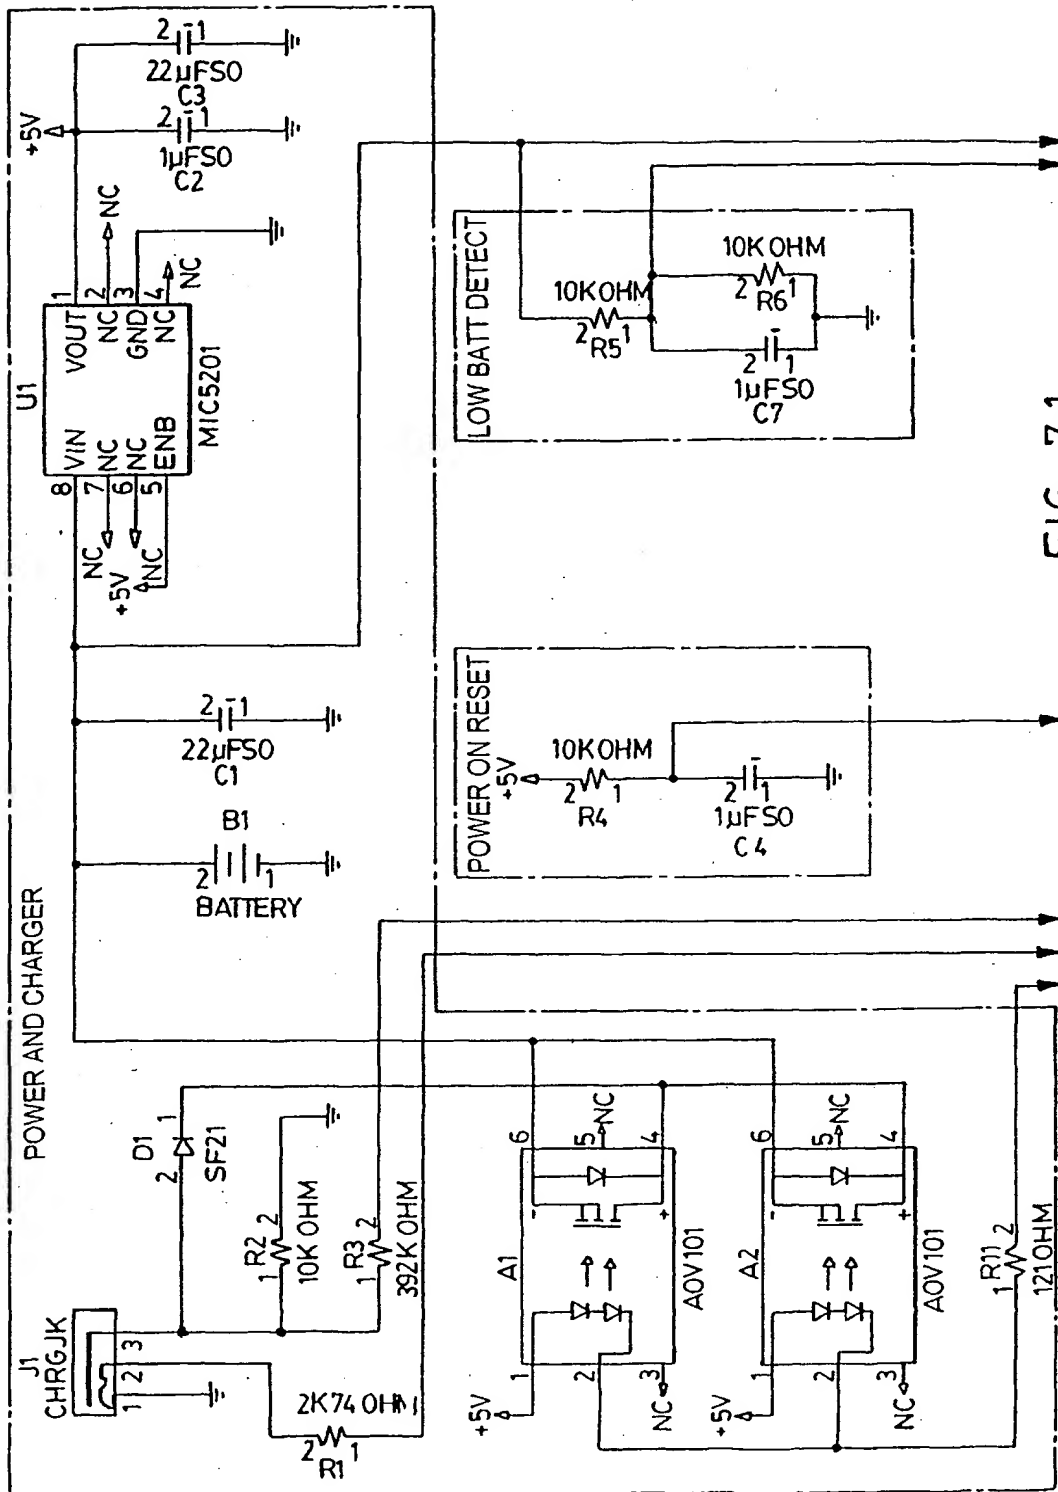 POWER AND CHARGER
+5V
2 1
22µFSO
C3
2 1
1µFSO
C2
U1
8 VIN
7 NC
6 NC
5 ENB
VOUT 1
NC 2
GND 3
NC 4
MIC5201
NC
NC
NC
+5V
NC
2 1
22µFSO
C1
B1
2 1
BATTERY
LOW BATT DETECT
10K OHM
2 1
R5
10K OHM
2 1
R6
2 1
1µFSO
C7
POWER ON RESET
+5V
10K OHM
2 1
R4
2 1
1µFSO
C4
J1
CHRGJK
1 2 3
D1
2 1
SF21
1 R2 2
10K OHM
1 R3 2
392K OHM
2K74 OHM
2 1
R1
A1
+5V
1
2
3
NC
6
5
NC
4
-
+
AOV101
A2
+5V
1
2
3
NC
6
5
NC
4
-
+
AOV101
1 R11 2
121 OHM